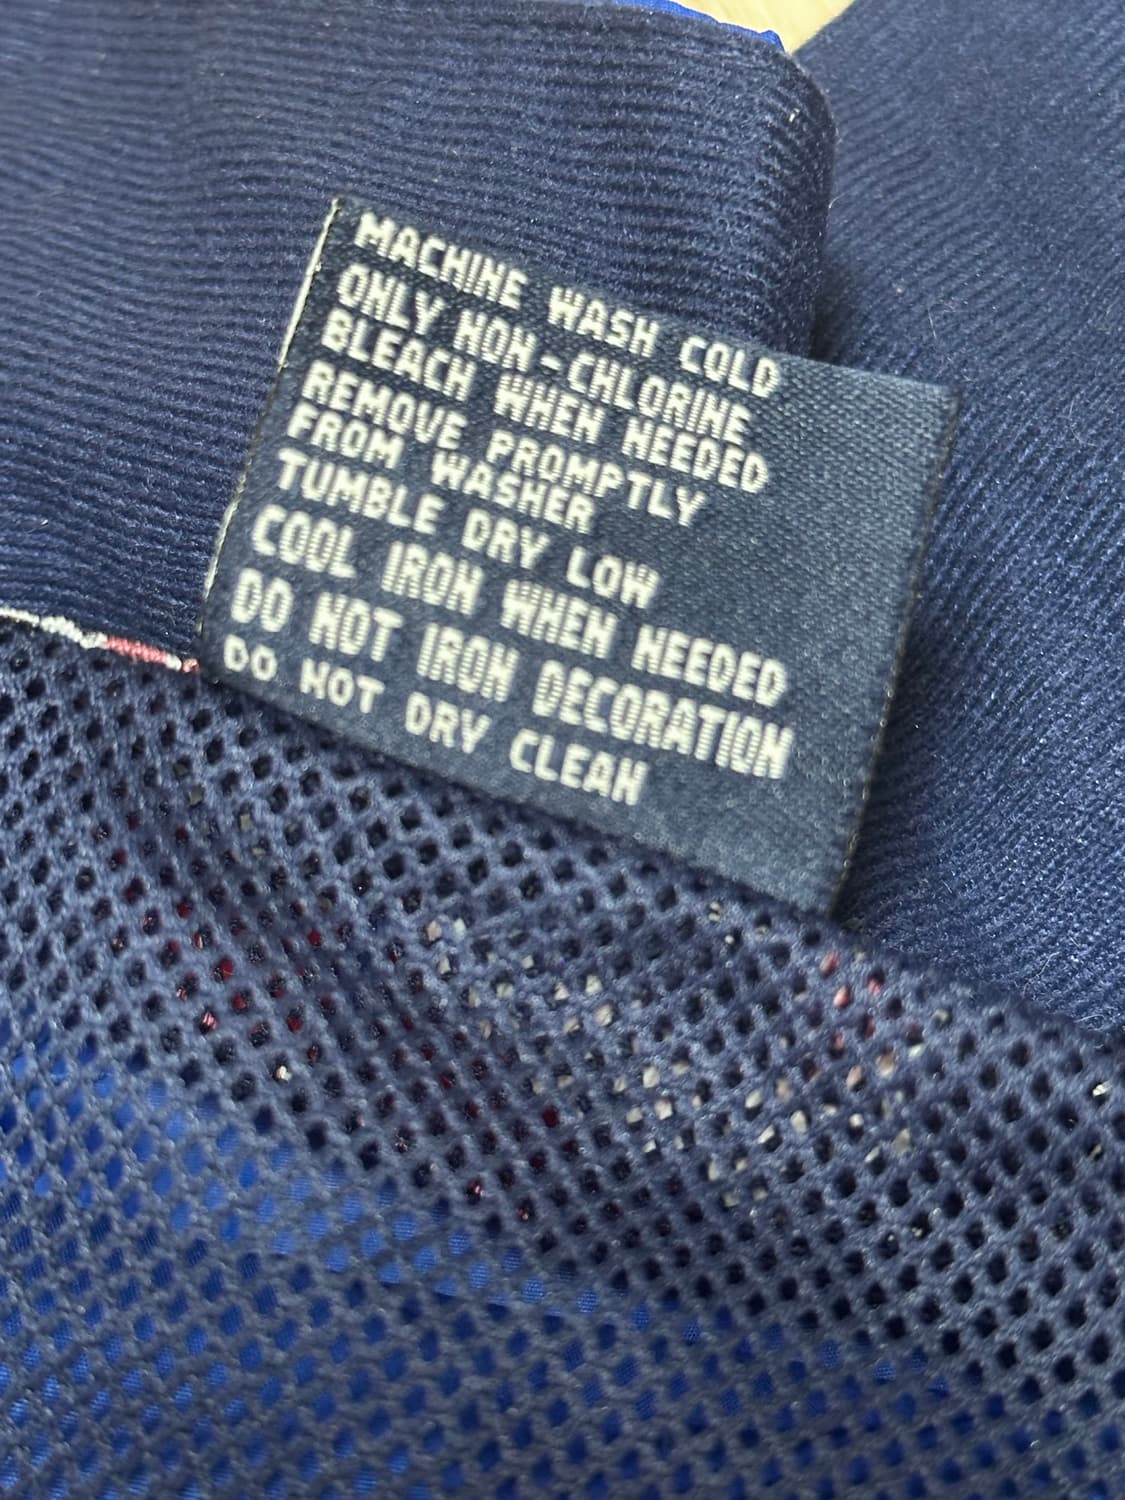 MACHINE WASH COLD
ONLY NON-CHLORINE
BLEACH WHEN NEEDED
REMOVE PROMPTLY
FROM WASHER
TUMBLE DRY LOW
COOL IRON WHEN NEEDED
DO NOT IRON DECORATION
DO NOT DRY CLEAN